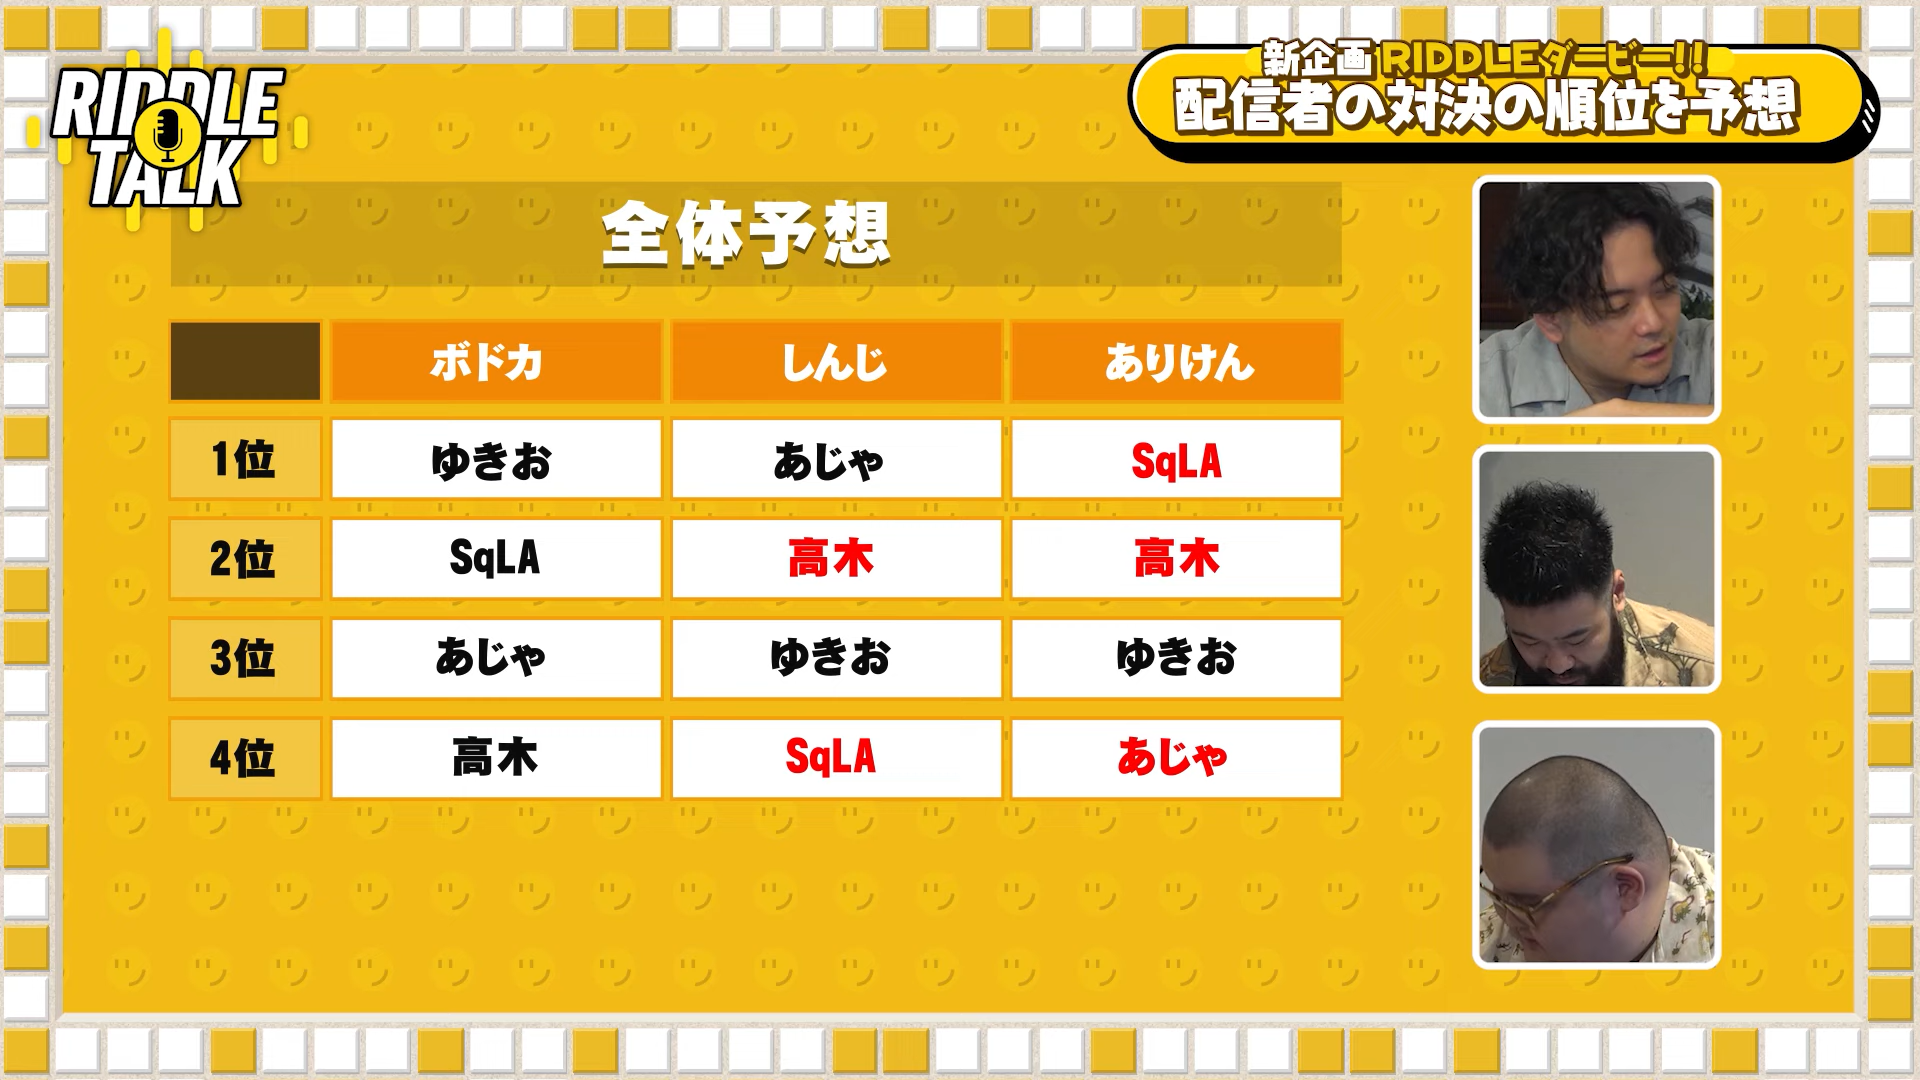 RIDDLE
TALK
新企画 RIDDLEダービー!!
配信者の対決の順位を予想
全体予想
ボドカ しんじ ありけん
1位 ゆきお あじゃ SqLA
2位 SqLA 高木 高木
3位 あじゃ ゆきお ゆきお
4位 高木 SqLA あじゃ